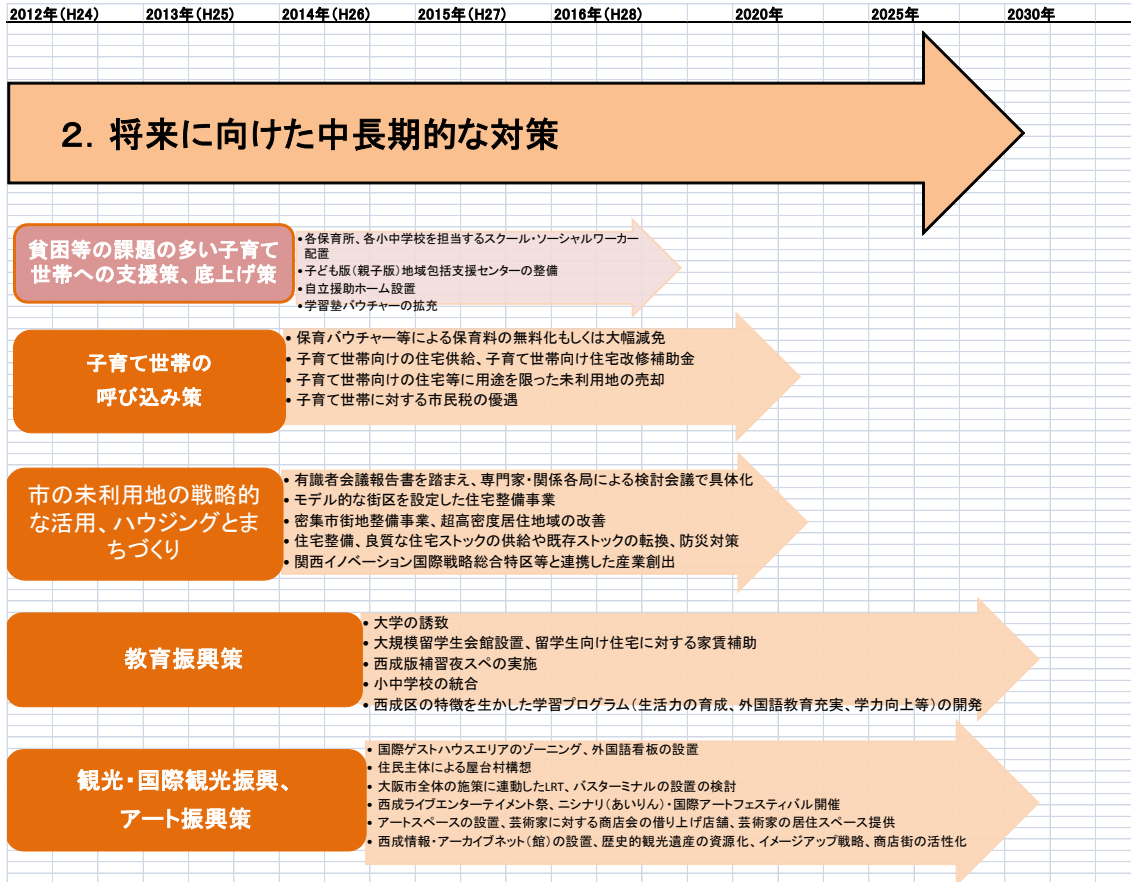 2012年(H24) 2013年(H25) 2014年(H26) 2015年(H27) 2016年(H28) 2020年 2025年 2030年
２．将来に向けた中長期的な対策
貧困等の課題の多い子育て
世帯への支援策、底上げ策
•各保育所、各小中学校を担当するスクール・ソーシャルワーカー
配置
•子ども版（親子版）地域包括支援センターの整備
•自立援助ホーム設置
•学習塾バウチャーの拡充
子育て世帯の
呼び込み策
• 保育バウチャー等による保育料の無料化もしくは大幅減免
• 子育て世帯向けの住宅供給、子育て世帯向け住宅改修補助金
• 子育て世帯向けの住宅等に用途を限った未利用地の売却
• 子育て世帯に対する市民税の優遇
市の未利用地の戦略的
な活用、ハウジングとま
ちづくり
• 有識者会議報告書を踏まえ、専門家・関係各局による検討会議で具体化
• モデル的な街区を設定した住宅整備事業
• 密集市街地整備事業、超高密度居住地域の改善
• 住宅整備、良質な住宅ストックの供給や既存ストックの転換、防災対策
• 関西イノベーション国際戦略総合特区等と連携した産業創出
教育振興策
• 大学の誘致
• 大規模留学生会館設置、留学生向け住宅に対する家賃補助
• 西成版補習夜スペの実施
• 小中学校の統合
• 西成区の特徴を生かした学習プログラム（生活力の育成、外国語教育充実、学力向上等）の開発
観光・国際観光振興、
アート振興策
• 国際ゲストハウスエリアのゾーニング、外国語看板の設置
• 住民主体による屋台村構想
• 大阪市全体の施策に連動したLRT、バスターミナルの設置の検討
• 西成ライブエンターテイメント祭、ニシナリ（あいりん）・国際アートフェスティバル開催
• アートスペースの設置、芸術家に対する商店会の借り上げ店舗、芸術家の居住スペース提供
• 西成情報・アーカイブネット（館）の設置、歴史的観光遺産の資源化、イメージアップ戦略、商店街の活性化